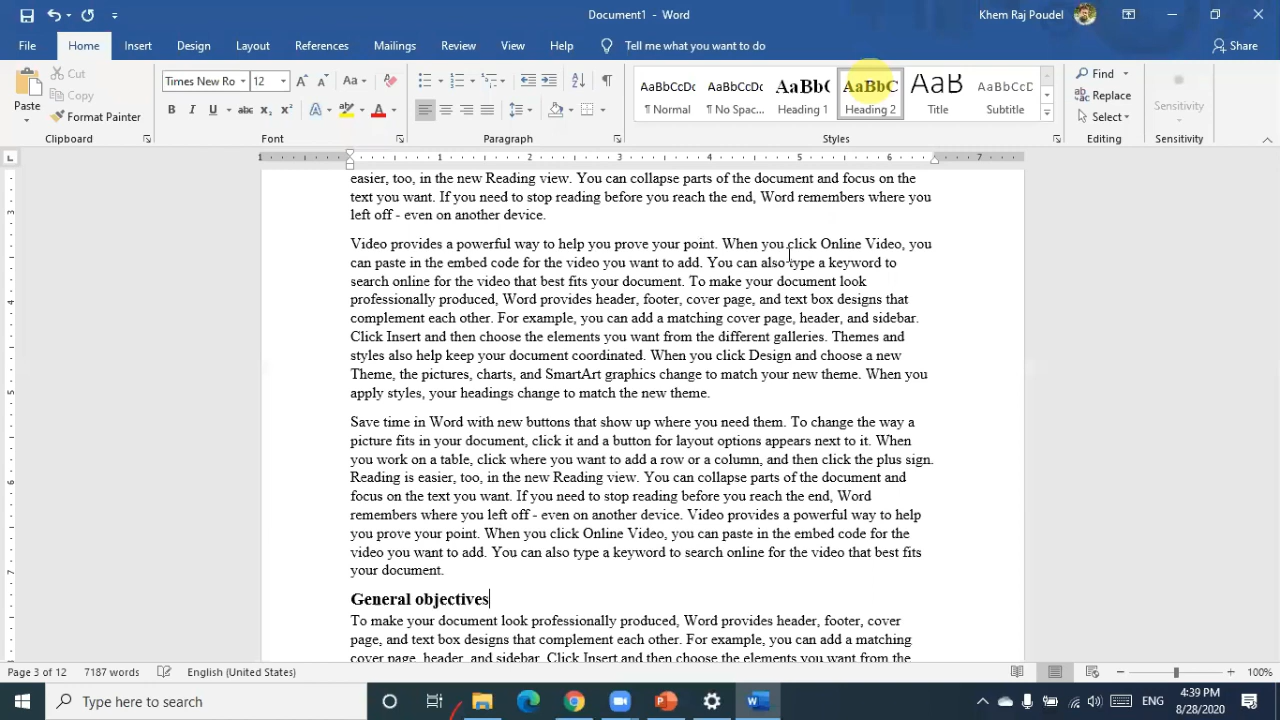 Document1 - Word
Khem Raj Poudel
File Home Insert Design Layout References Mailings Review View Help Tell me what you want to do Share
Cut
Copy
Format Painter
Paste
Times New Ro 12
Aa
B I U abc x₂ x² A A
AaBbCcDc AaBbCcDc AaBbC AaBbC AaB AaBbCcDc
¶ Normal ¶ No Spac... Heading 1 Heading 2 Title Subtitle
Find
Replace
Select
Sensitivity
Clipboard Font Paragraph Styles Editing Sensitivity
1 1 2 3 4 5 6 7
easier, too, in the new Reading view. You can collapse parts of the document and focus on the
text you want. If you need to stop reading before you reach the end, Word remembers where you
left off - even on another device.
Video provides a powerful way to help you prove your point. When you click Online Video, you
can paste in the embed code for the video you want to add. You can also type a keyword to
search online for the video that best fits your document. To make your document look
professionally produced, Word provides header, footer, cover page, and text box designs that
complement each other. For example, you can add a matching cover page, header, and sidebar.
Click Insert and then choose the elements you want from the different galleries. Themes and
styles also help keep your document coordinated. When you click Design and choose a new
Theme, the pictures, charts, and SmartArt graphics change to match your new theme. When you
apply styles, your headings change to match the new theme.
Save time in Word with new buttons that show up where you need them. To change the way a
picture fits in your document, click it and a button for layout options appears next to it. When
you work on a table, click where you want to add a row or a column, and then click the plus sign.
Reading is easier, too, in the new Reading view. You can collapse parts of the document and
focus on the text you want. If you need to stop reading before you reach the end, Word
remembers where you left off - even on another device. Video provides a powerful way to help
you prove your point. When you click Online Video, you can paste in the embed code for the
video you want to add. You can also type a keyword to search online for the video that best fits
your document.
General objectives
To make your document look professionally produced, Word provides header, footer, cover
page, and text box designs that complement each other. For example, you can add a matching
cover page, header, and sidebar. Click Insert and then choose the elements you want from the
Page 3 of 12 7187 words English (United States) 100%
Type here to search
ENG
4:39 PM
8/28/2020